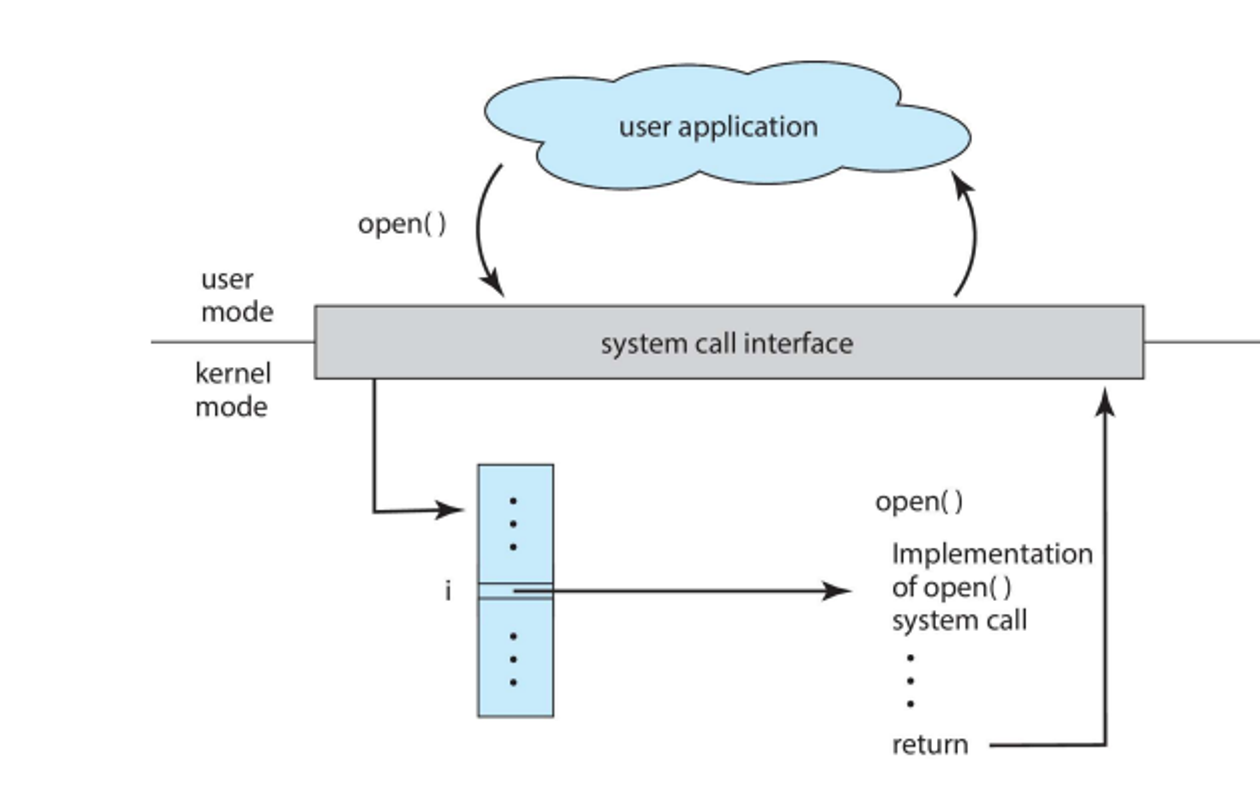 user application
open( )
user
mode
system call interface
kernel
mode
open( )
Implementation
of open( )
system call
i
return